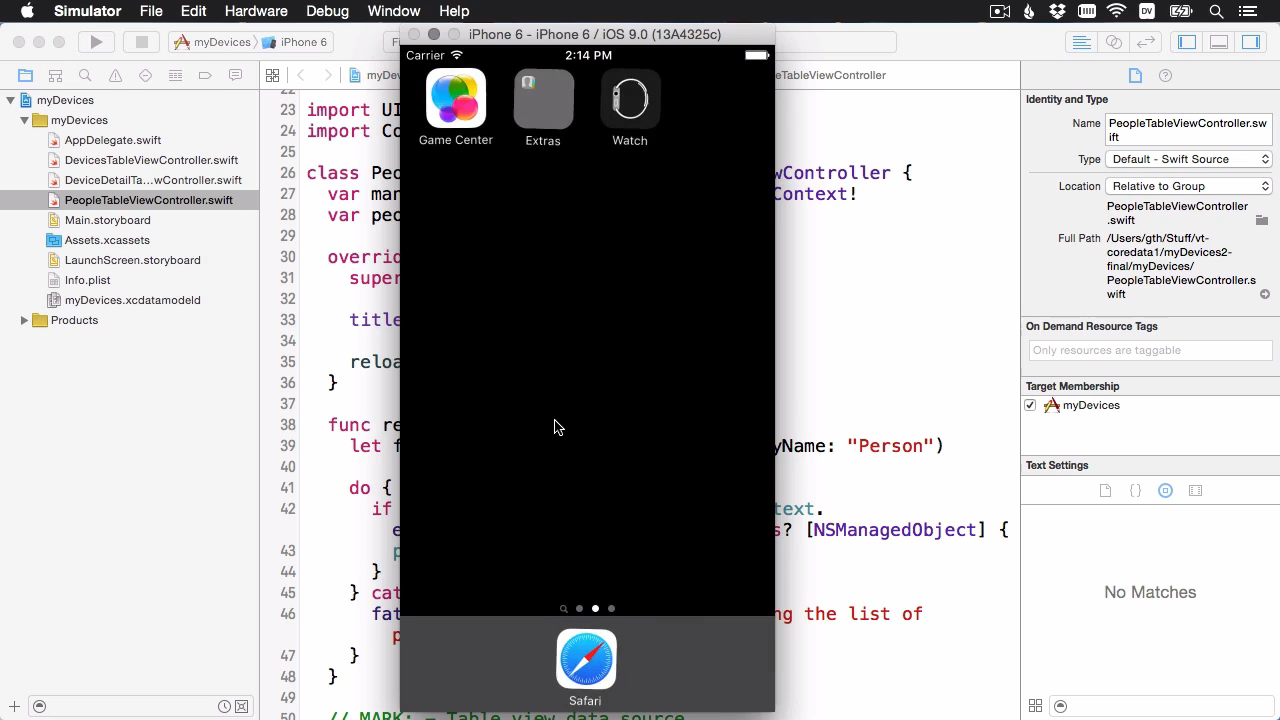 Simulator File Edit Hardware Debug Window Help DV
iPhone 6 - iPhone 6 / iOS 9.0 (13A4325c)
myDevices iPhone 6
Carrier 2:14 PM
Game Center Extras Watch
Safari
myDevices
myDevices
AppDelegate.swift
DevicesTableViewController.swift
DeviceDetailTa...wController.swift
PeopleTableViewController.swift
Main.storyboard
Assets.xcassets
LaunchScreen.storyboard
Info.plist
myDevices.xcdatamodeld
Products
myDev
eTableViewController
22
23 import UI
24 import Co
25
26 class Peo wController {
27 var man Context!
28 var peo
29
30 overrid
31 super
32
33 title
34
35 reloa
36 }
37
38 func re
39 let f yName: "Person")
40
41 do {
42 if text.
e s? [NSManagedObject] {
43 p
44 }
45 } cat
46 fat ng the list of
p
47 }
48 }
49
50 // MARK: - Table view data source
Identity and Type
Name PeopleTableViewController.sw
ift
Type Default - Swift Source
Location Relative to Group
PeopleTableViewController
.swift
Full Path /Users/gth/Stuff/vt-
coredata1/myDevices2-
final/myDevices/
PeopleTableViewController.s
wift
On Demand Resource Tags
Only resources are taggable
Target Membership
myDevices
Text Settings
No Matches